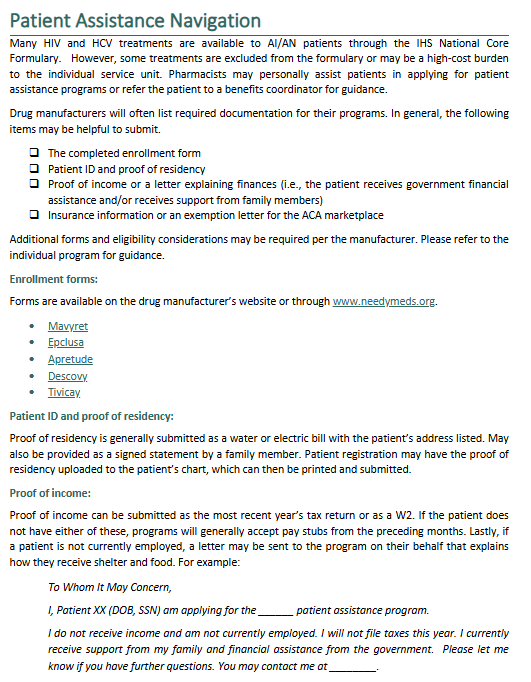 Patient Assistance Navigation
Many HIV and HCV treatments are available to AI/AN patients through the IHS National Core
Formulary.  However, some treatments are excluded from the formulary or may be a high-cost burden
to the individual service unit. Pharmacists may personally assist patients in applying for patient
assistance programs or refer the patient to a benefits coordinator for guidance.
Drug manufacturers will often list required documentation for their programs. In general, the following
items may be helpful to submit.
❑ The completed enrollment form
❑ Patient ID and proof of residency
❑ Proof of income or a letter explaining finances (i.e., the patient receives government financial
assistance and/or receives support from family members)
❑ Insurance information or an exemption letter for the ACA marketplace
Additional forms and eligibility considerations may be required per the manufacturer. Please refer to the
individual program for guidance.
Enrollment forms:
Forms are available on the drug manufacturer's website or through www.needymeds.org.
• Mavyret
• Epclusa
• Apretude
• Descovy
• Tivicay
Patient ID and proof of residency:
Proof of residency is generally submitted as a water or electric bill with the patient's address listed. May
also be provided as a signed statement by a family member. Patient registration may have the proof of
residency uploaded to the patient's chart, which can then be printed and submitted.
Proof of income:
Proof of income can be submitted as the most recent year's tax return or as a W2. If the patient does
not have either of these, programs will generally accept pay stubs from the preceding months. Lastly, if
a patient is not currently employed, a letter may be sent to the program on their behalf that explains
how they receive shelter and food. For example:
To Whom It May Concern,
I, Patient XX (DOB, SSN) am applying for the ______ patient assistance program.
I do not receive income and am not currently employed. I will not file taxes this year. I currently
receive support from my family and financial assistance from the government.  Please let me
know if you have further questions. You may contact me at ________.